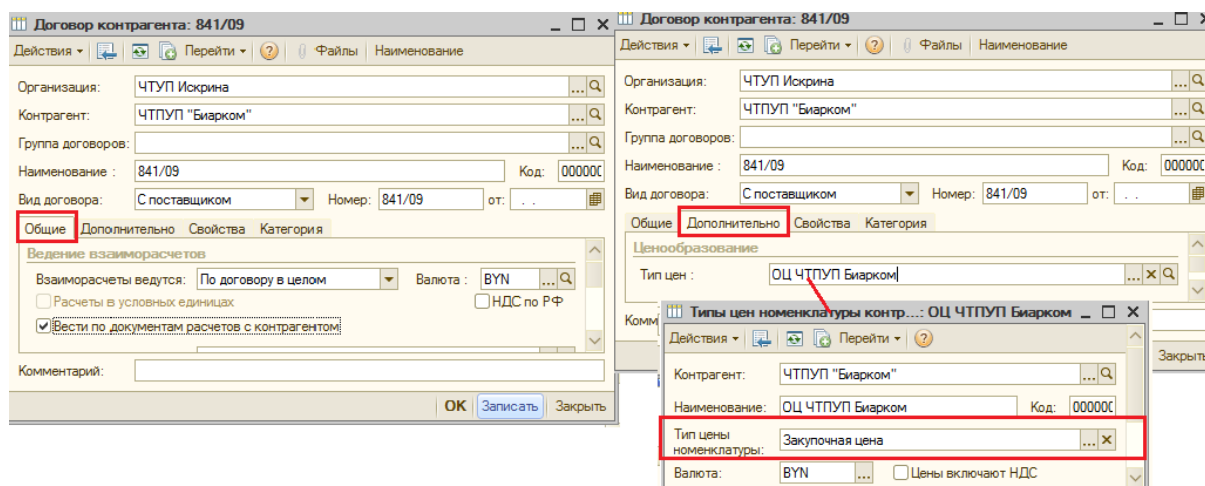 Договор контрагента: 841/09
Действия Перейти Файлы Наименование
Организация: ЧТУП Искрина
Контрагент: ЧТПУП "Биарком"
Группа договоров:
Наименование : 841/09 Код: 000000
Вид договора: С поставщиком Номер: 841/09 от: . .
Общие Дополнительно Свойства Категория
Ведение взаиморасчетов
Взаиморасчеты ведутся: По договору в целом Валюта : BYN
Расчеты в условных единицах НДС по РФ
Вести по документам расчетов с контрагентом
Комментарий:
OK Записать Закрыть
Договор контрагента: 841/09
Действия Перейти Файлы Наименование
Организация: ЧТУП Искрина
Контрагент: ЧТПУП "Биарком"
Группа договоров:
Наименование : 841/09 Код: 000000
Вид договора: С поставщиком Номер: 841/09 от: . .
Общие Дополнительно Свойства Категория
Ценообразование
Тип цен : ОЦ ЧТПУП Биарком
Комм
Закрыть
Типы цен номенклатуры контр...: ОЦ ЧТПУП Биарком
Действия Перейти
Контрагент: ЧТПУП "Биарком"
Наименование: ОЦ ЧТПУП Биарком Код: 00000
Тип цены
номенклатуры: Закупочная цена
Валюта: BYN Цены включают НДС